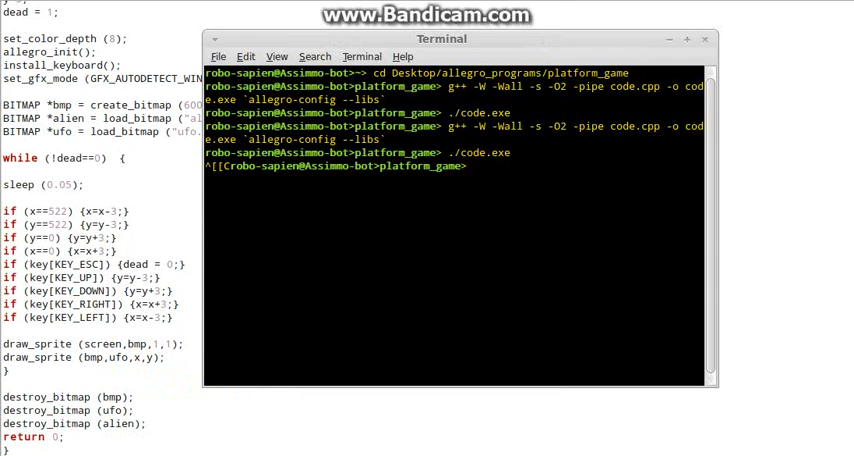 www.Bandicam.com
dead = 1;
set_color_depth (8);
allegro_init();
install_keyboard();
set_gfx_mode (GFX_AUTODETECT_WIN
BITMAP *bmp = create_bitmap (600
BITMAP *alien = load_bitmap ("al
BITMAP *ufo = load_bitmap ("ufo.
while (!dead==0)  {
sleep (0.05);
if (x==522) {x=x-3;}
if (y==522) {y=y-3;}
if (y==0) {y=y+3;}
if (x==0) {x=x+3;}
if (key[KEY_ESC]) {dead = 0;}
if (key[KEY_UP]) {y=y-3;}
if (key[KEY_DOWN]) {y=y+3;}
if (key[KEY_RIGHT]) {x=x+3;}
if (key[KEY_LEFT]) {x=x-3;}
draw_sprite (screen,bmp,1,1);
draw_sprite (bmp,ufo,x,y);
}
destroy_bitmap (bmp);
destroy_bitmap (ufo);
destroy_bitmap (alien);
return 0;
}
Terminal
File Edit View Search Terminal Help
robo-sapien@Assimmo-bot>~> cd Desktop/allegro_programs/platform_game
robo-sapien@Assimmo-bot>platform_game> g++ -W -Wall -s -O2 -pipe code.cpp -o cod
e.exe `allegro-config --libs`
robo-sapien@Assimmo-bot>platform_game> ./code.exe
robo-sapien@Assimmo-bot>platform_game> g++ -W -Wall -s -O2 -pipe code.cpp -o cod
e.exe `allegro-config --libs`
robo-sapien@Assimmo-bot>platform_game> ./code.exe
^[[Crobo-sapien@Assimmo-bot>platform_game>